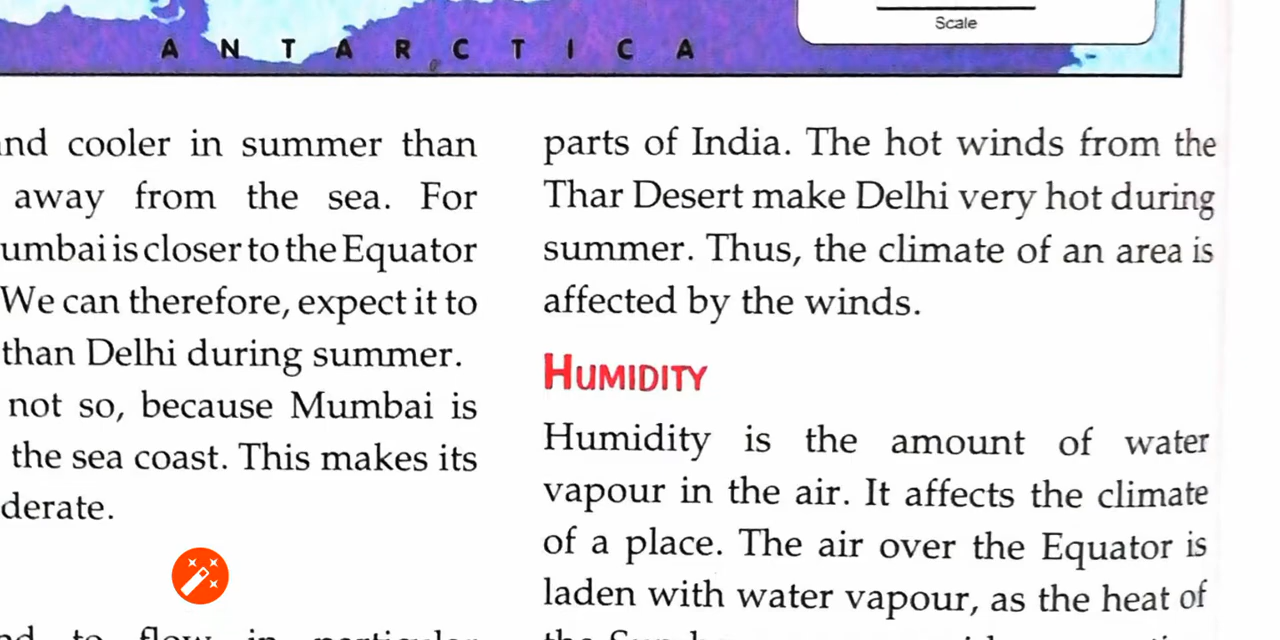 Scale
A N T A R C T I C A
nd cooler in summer than
away from the sea. For
umbai is closer to the Equator
We can therefore, expect it to
than Delhi during summer.
not so, because Mumbai is
the sea coast. This makes its
derate.
parts of India. The hot winds from the
Thar Desert make Delhi very hot during
summer. Thus, the climate of an area is
affected by the winds.
HUMIDITY
Humidity is the amount of water
vapour in the air. It affects the climate
of a place. The air over the Equator is
laden with water vapour, as the heat of